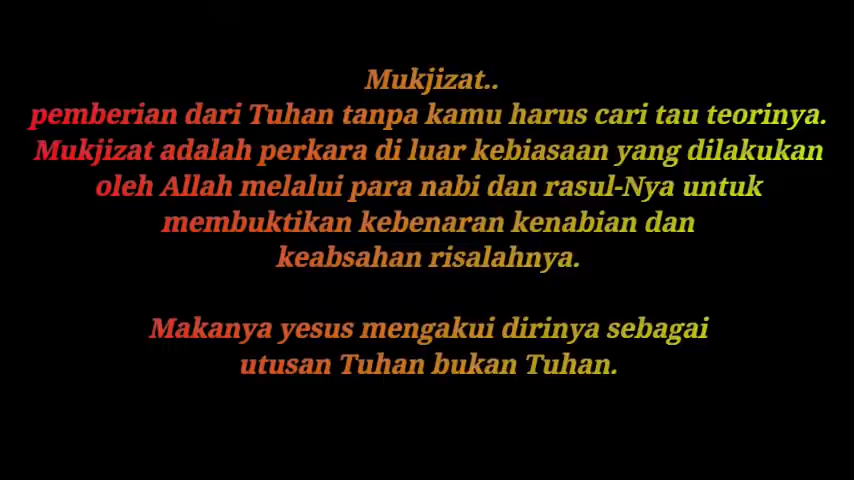 Mukjizat..
pemberian dari Tuhan tanpa kamu harus cari tau teorinya.
Mukjizat adalah perkara di luar kebiasaan yang dilakukan
oleh Allah melalui para nabi dan rasul-Nya untuk
membuktikan kebenaran kenabian dan
keabsahan risalahnya.
Makanya yesus mengakui dirinya sebagai
utusan Tuhan bukan Tuhan.